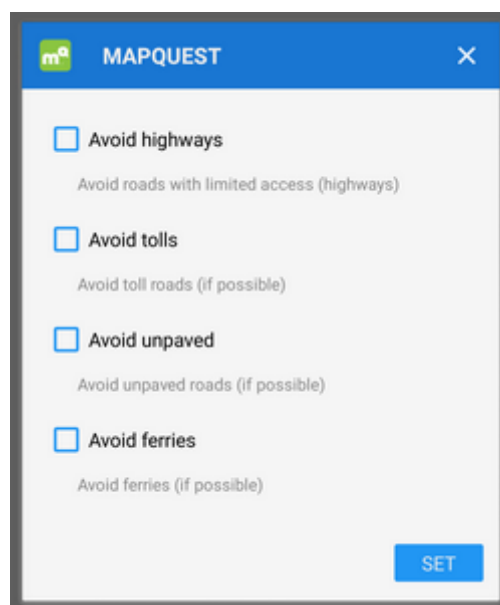 mq MAPQUEST
Avoid highways
Avoid roads with limited access (highways)
Avoid tolls
Avoid toll roads (if possible)
Avoid unpaved
Avoid unpaved roads (if possible)
Avoid ferries
Avoid ferries (if possible)
SET